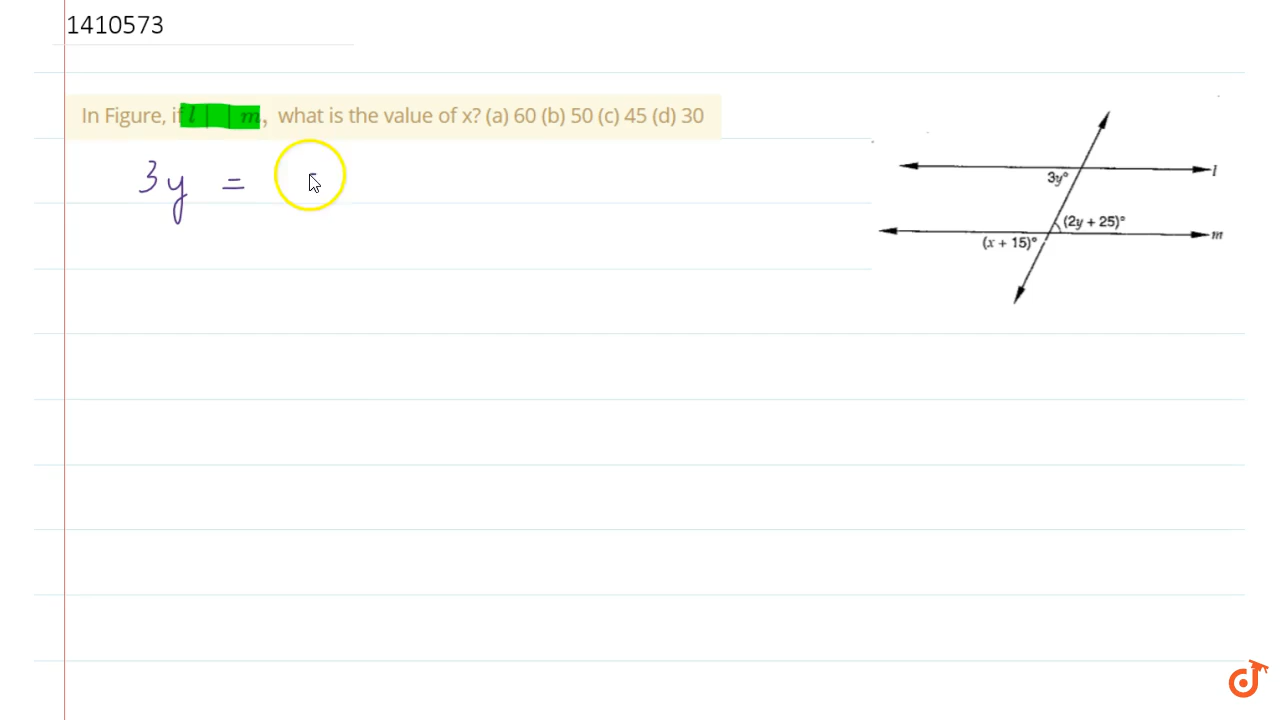 1410573
In Figure, if l | | m, what is the value of x? (a) 60 (b) 50 (c) 45 (d) 30
3y =
l
3y°
(2y + 25)°
m
(x + 15)°